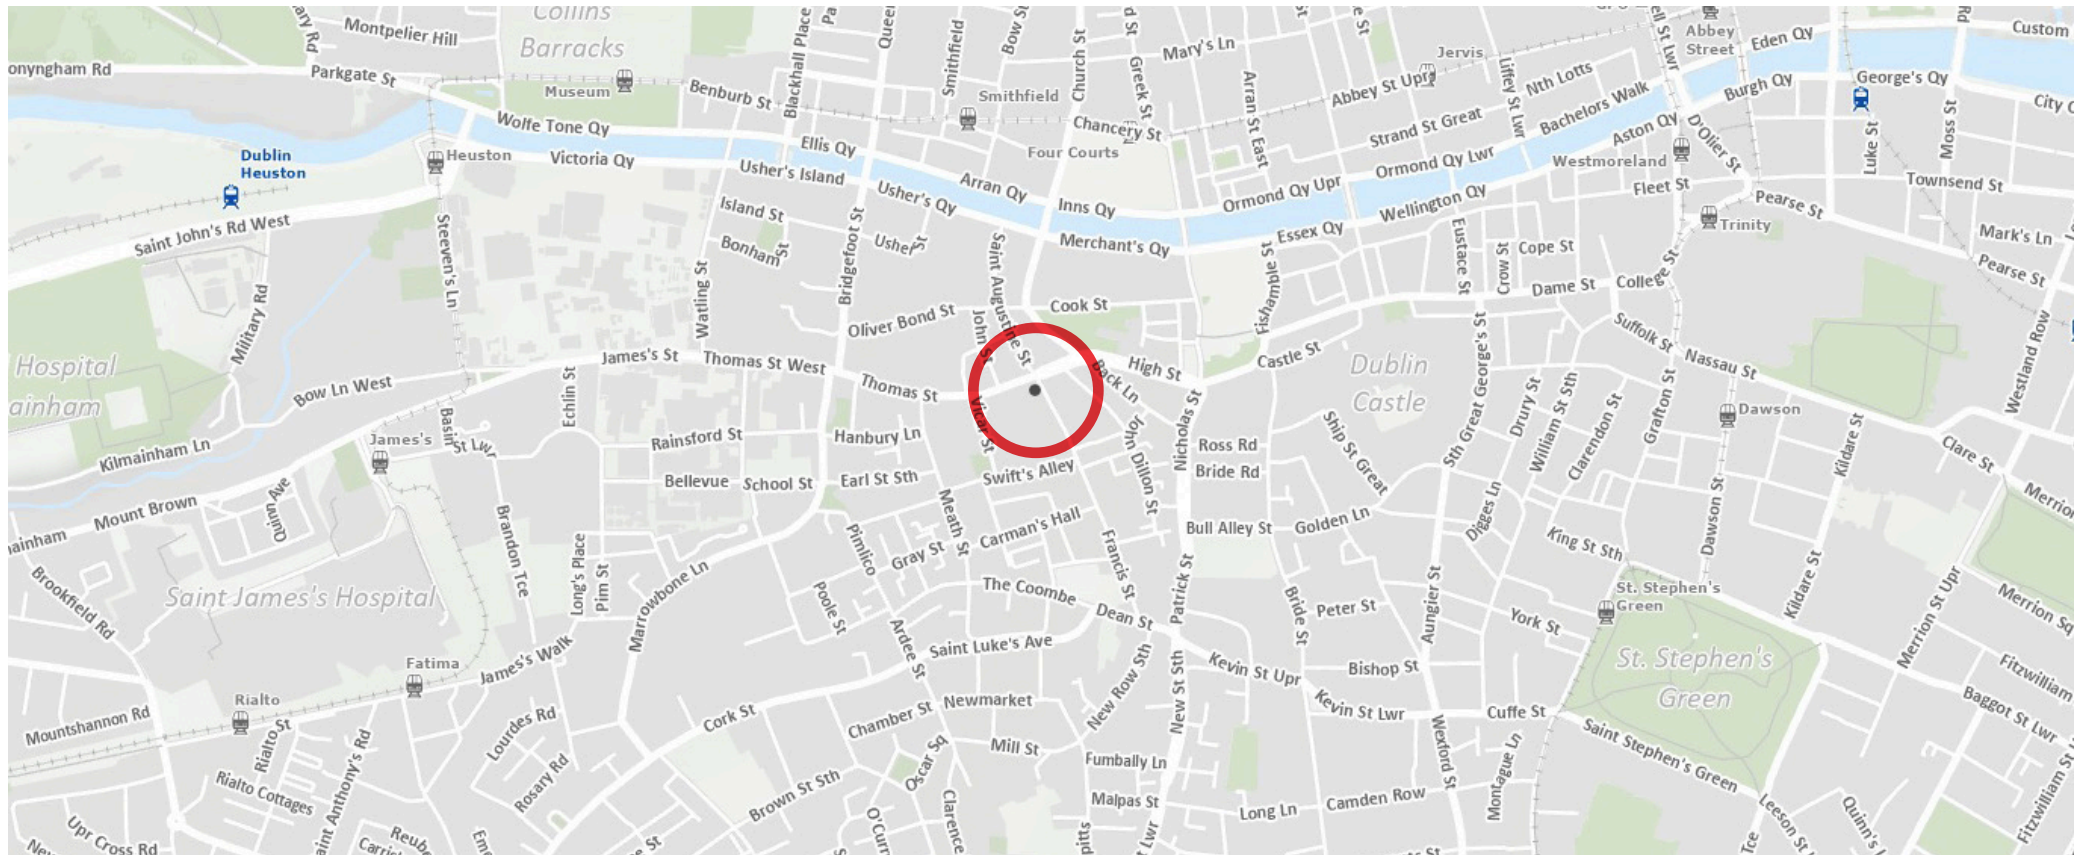 Collins
Barracks
Montpelier Hill
Parkgate St
Museum
Benburb St
Blackhall Place
Smithfield
Smithfield
Church St
Greek St
Mary's Ln
Arran St East
Chancery St
Four Courts
Abbey St Upr
Jervis
Liffey St Lwr
Nth Lotts
Strand St Great
Bachelors Walk
Abbey
Street
Eden Qy
Burgh Qy
George's Qy
Custom
Moss St
Luke St
Aston Qy
D'Olier St
Westmoreland
Fleet St
Townsend St
Pearse St
Trinity
Mark's Ln
Pearse St
Wolfe Tone Qy
Victoria Qy
Ellis Qy
Usher's Island
Usher's Qy
Arran Qy
Inns Qy
Merchant's Qy
Ormond Qy Upr
Ormond Qy Lwr
Essex Qy
Wellington Qy
Dublin
Heuston
Heuston
Saint John's Rd West
Steeven's Ln
Military Rd
Island St
Bonham St
Usher St
Bridgefoot St
Watling St
Saint Augustine St
John St
Oliver Bond St
Cook St
Fishamble St
Eustace St
Crow St
Cope St
Dame St
College St
Suffolk St
Nassau St
Westland Row
Hospital
Bow Ln West
James's St
Thomas St West
Thomas St
High St
Back Ln
Castle St
Dublin
Castle
Sth Great George's St
Drury St
William St Sth
Clarendon St
Grafton St
Dawson
Kildare St
Clare St
Kilmainham Ln
Mount Brown
James's
Basin St Lwr
Echlin St
Rainsford St
Hanbury Ln
Vicar St
Swift's Alley
John Dillon St
Nicholas St
Ross Rd
Bride Rd
Ship St Great
Bellevue
School St
Earl St Sth
Meath St
Carman's Hall
Gray St
Pimlico
Francis St
Bull Alley St
Golden Ln
Digges Ln
King St Sth
Dawson St
Quinn Ave
Brandon Tce
Long's Place
Pim St
Marrowbone Ln
Poole St
The Coombe
Dean St
Patrick St
Bride St
Peter St
Aungier St
York St
St. Stephen's
Green
Kildare St
Merrion St Upr
Merrion Sq
Brookfield Rd
Saint James's Hospital
Fatima
James's Walk
Ardee St
Saint Luke's Ave
Newmarket
New Row Sth
New St Sth
Kevin St Upr
Bishop St
Kevin St Lwr
Cuffe St
St. Stephen's
Green
Saint Stephen's Green
Fitzwilliam
Baggot St Lwr
Fitzwilliam St
Mountshannon Rd
Rialto
Rialto St
Rialto Cottages
Lourdes Rd
Rosary Rd
Cork St
Chamber St
Oscar Sq
Mill St
Brown St Sth
Clarence
Fumbally Ln
Malpas St
Long Ln
Camden Row
Wexford St
Montague Ln
Leeson St
Quinn's
Upr Cross Rd